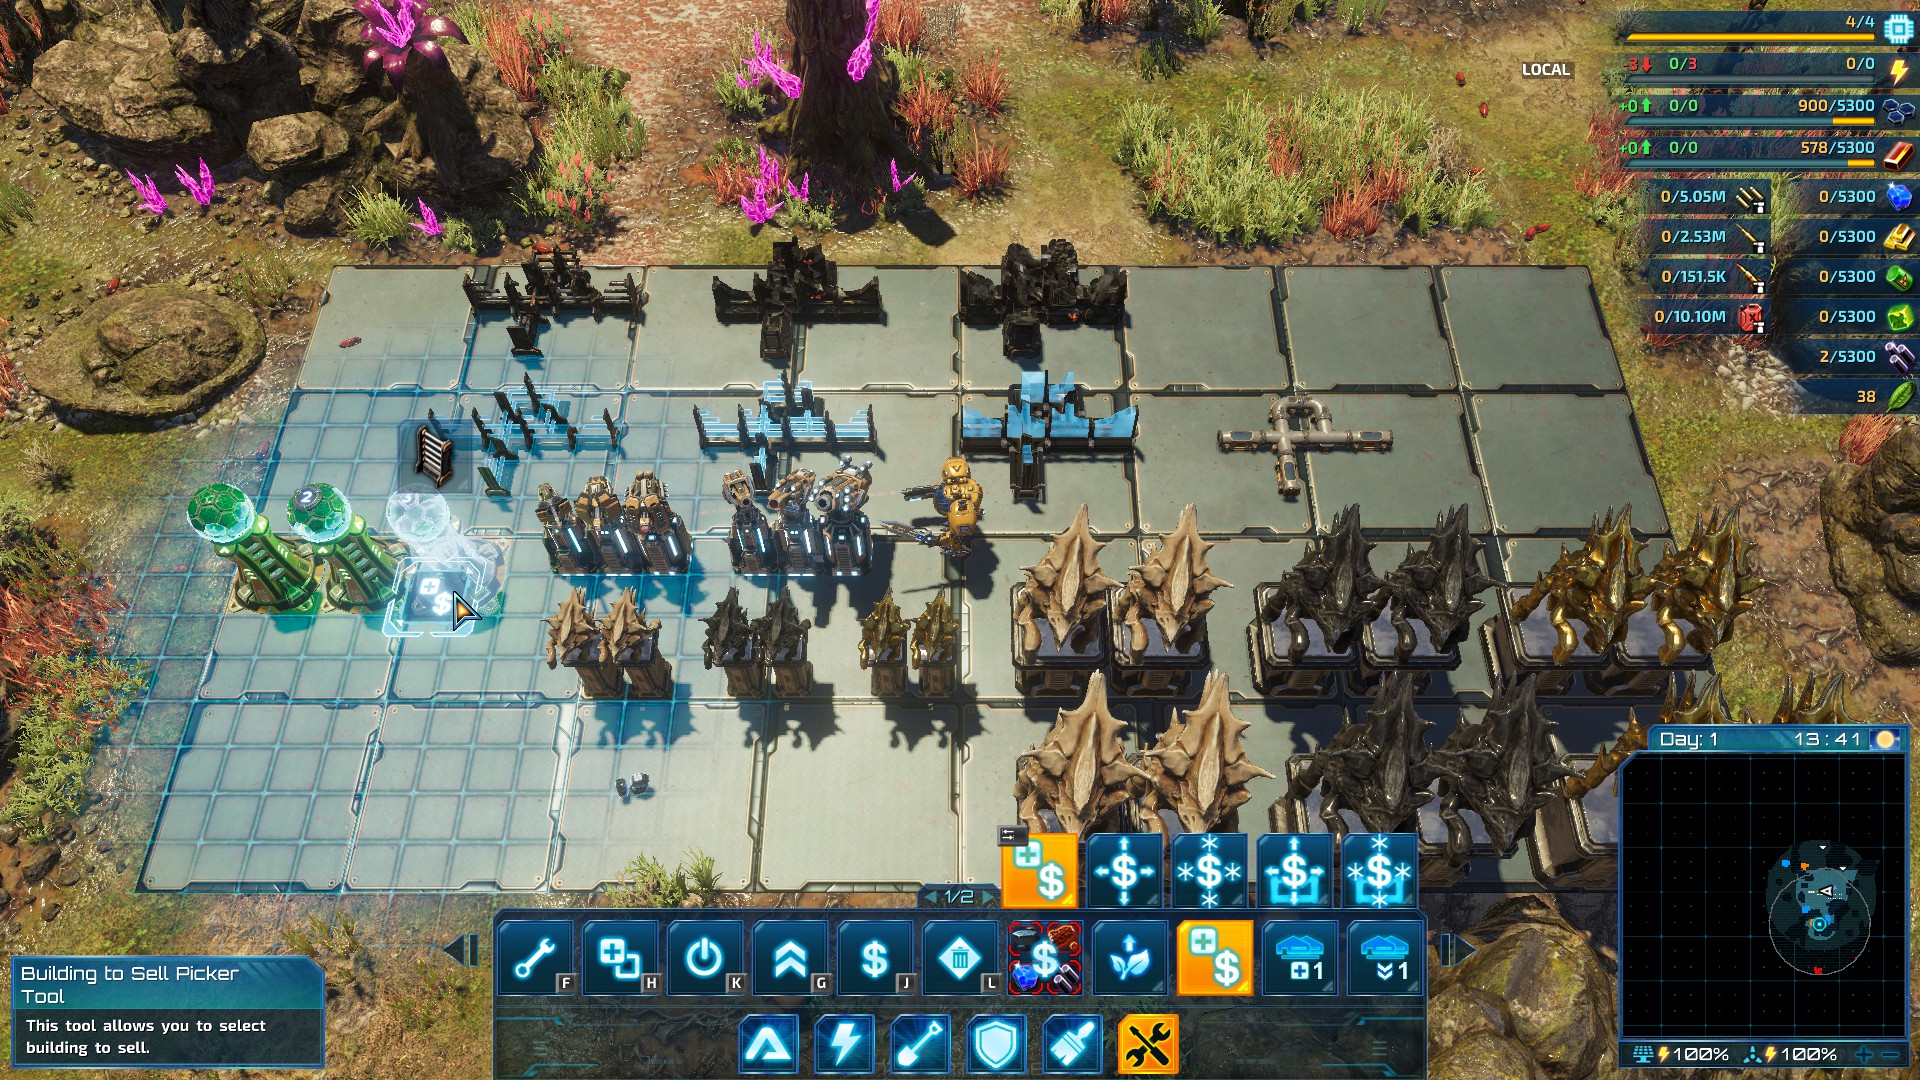 4/4
-3 0/3 0/0
LOCAL
+0 0/0 900/5300
+0 0/0 578/5300
0/5.05M 0/5300
0/2.53M 0/5300
0/151.5K 0/5300
0/10.10M 0/5300
2/5300
38
2
$
Day: 1 13:41
$ $ $ $ $
1/2
F H K G J L $ $ 1 1
$
Building to Sell Picker
Tool
This tool allows you to select
building to sell.
100% 100%